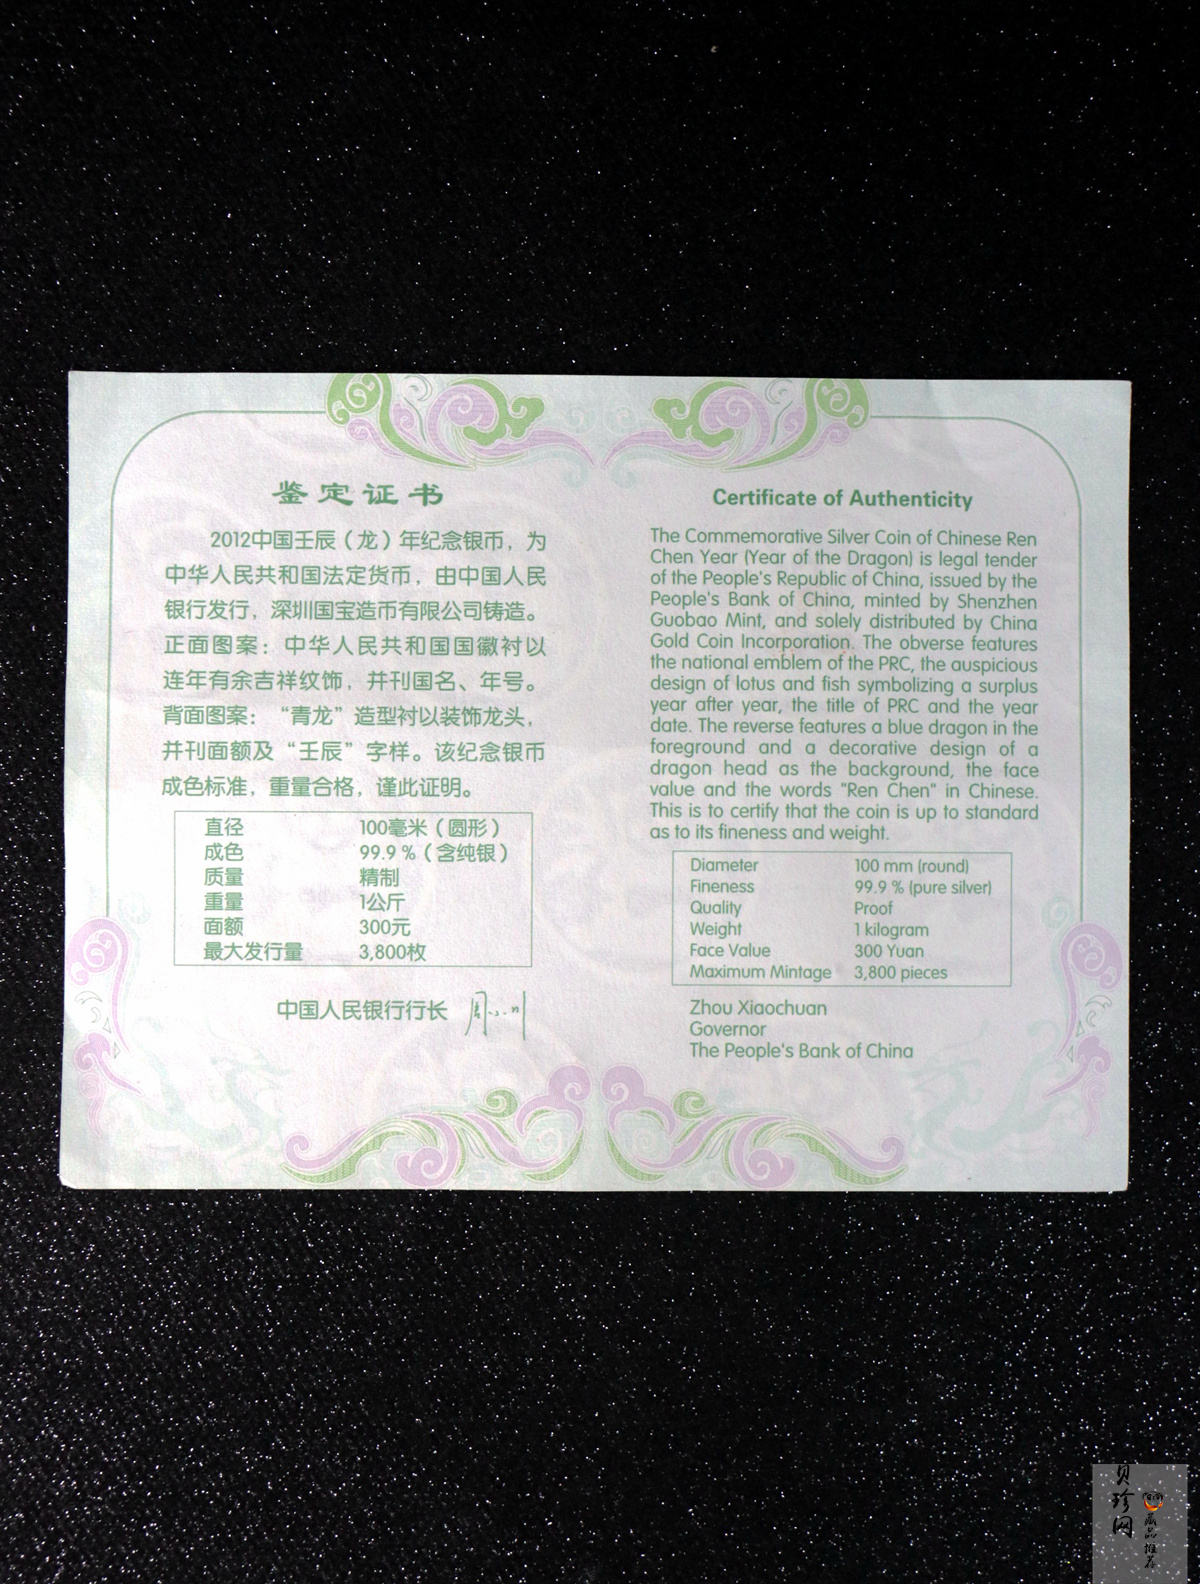 鉴定证书
2012中国壬辰（龙）年纪念银币，为
中华人民共和国法定货币，由中国人民
银行发行，深圳国宝造币有限公司铸造。
正面图案：中华人民共和国国徽衬以
连年有余吉祥纹饰，并刊国名、年号。
背面图案：“青龙”造型衬以装饰龙头，
并刊面额及“壬辰”字样。该纪念银币
成色标准，重量合格，谨此证明。
直径 100毫米（圆形）
成色 99.9％（含纯银）
质量 精制
重量 1公斤
面额 300元
最大发行量 3,800枚
中国人民银行行长 周小川
Certificate of Authenticity
The Commemorative Silver Coin of Chinese Ren
Chen Year (Year of the Dragon) is legal tender
of the People's Republic of China, issued by the
People's Bank of China, minted by Shenzhen
Guobao Mint, and solely distributed by China
Gold Coin Incorporation. The obverse features
the national emblem of the PRC, the auspicious
design of lotus and fish symbolizing a surplus
year after year, the title of PRC and the year
date. The reverse features a blue dragon in the
foreground and a decorative design of a
dragon head as the background, the face
value and the words "Ren Chen" in Chinese.
This is to certify that the coin is up to standard
as to its fineness and weight.
Diameter 100 mm (round)
Fineness 99.9 % (pure silver)
Quality Proof
Weight 1 kilogram
Face Value 300 Yuan
Maximum Mintage 3,800 pieces
Zhou Xiaochuan
Governor
The People's Bank of China
贝珍网
藏品推荐